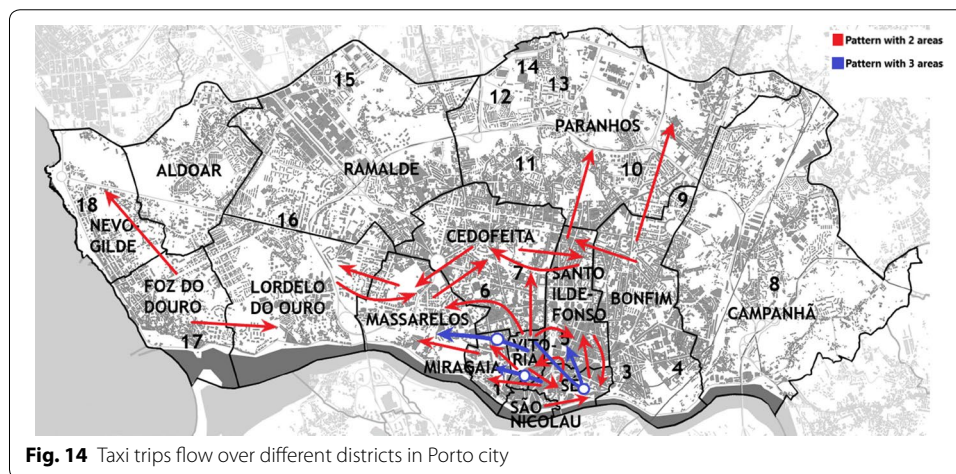 Pattern with 2 areas
Pattern with 3 areas
15
14
13
12
PARANHOS
ALDOAR
RAMALDE
11
10
9
18
NEVO-
GILDE
16
CEDOFEITA
7
SANTO
ILDE-
FONSO
FOZ DO
DOURO
LORDELO
DO OURO
6
BONFIM
8
CAMPANHÃ
MASSARELOS
17
VITÓ-
RIA
5
MIRAGAIA
SÉ
3
4
1
SÃO
NICOLAU
Fig. 14 Taxi trips flow over different districts in Porto city